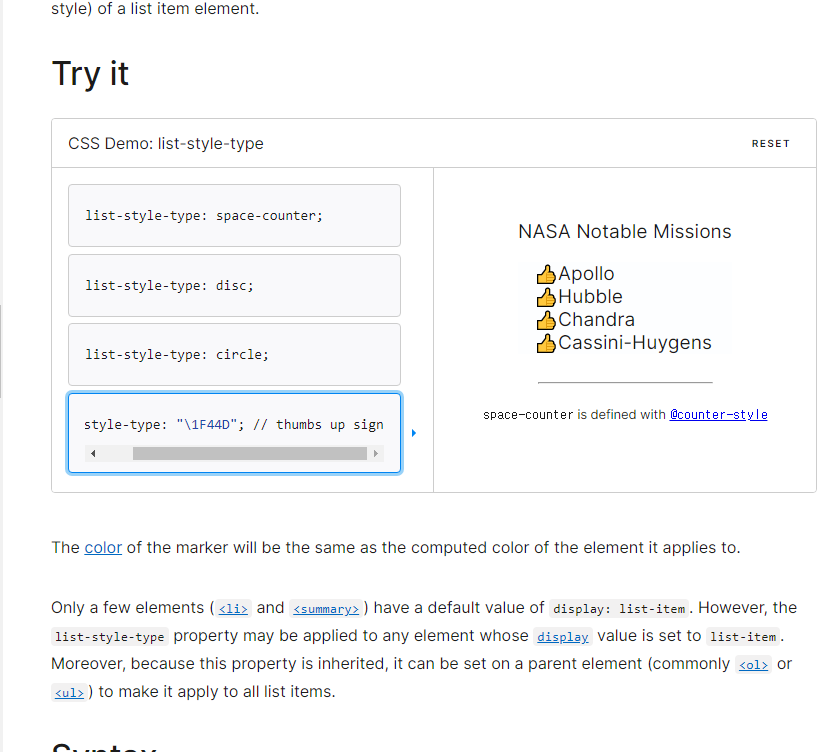 style) of a list item element.
Try it
CSS Demo: list-style-type
RESET
list-style-type: space-counter;
list-style-type: disc;
list-style-type: circle;
style-type: "\1F44D"; // thumbs up sign
NASA Notable Missions
👍Apollo
👍Hubble
👍Chandra
👍Cassini-Huygens
space-counter is defined with @counter-style
The color of the marker will be the same as the computed color of the element it applies to.
Only a few elements (<li> and <summary>) have a default value of display: list-item. However, the
list-style-type property may be applied to any element whose display value is set to list-item.
Moreover, because this property is inherited, it can be set on a parent element (commonly <ol> or
<ul>) to make it apply to all list items.
Syntax